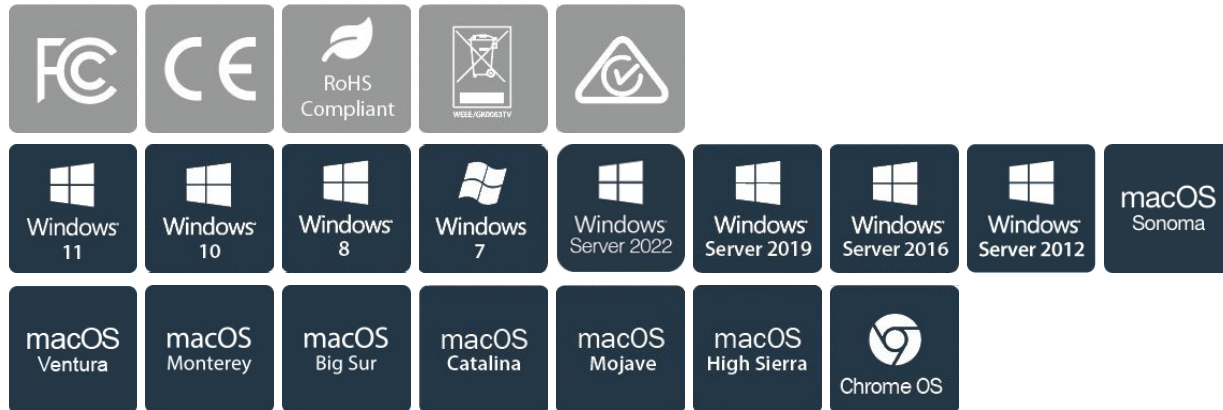 FC
CE
RoHS
Compliant
WEEE/GK0063TV
Windows
11
Windows
10
Windows
8
Windows
7
Windows
Server 2022
Windows
Server 2019
Windows
Server 2016
Windows
Server 2012
macOS
Sonoma
macOS
Ventura
macOS
Monterey
macOS
Big Sur
macOS
Catalina
macOS
Mojave
macOS
High Sierra
Chrome OS